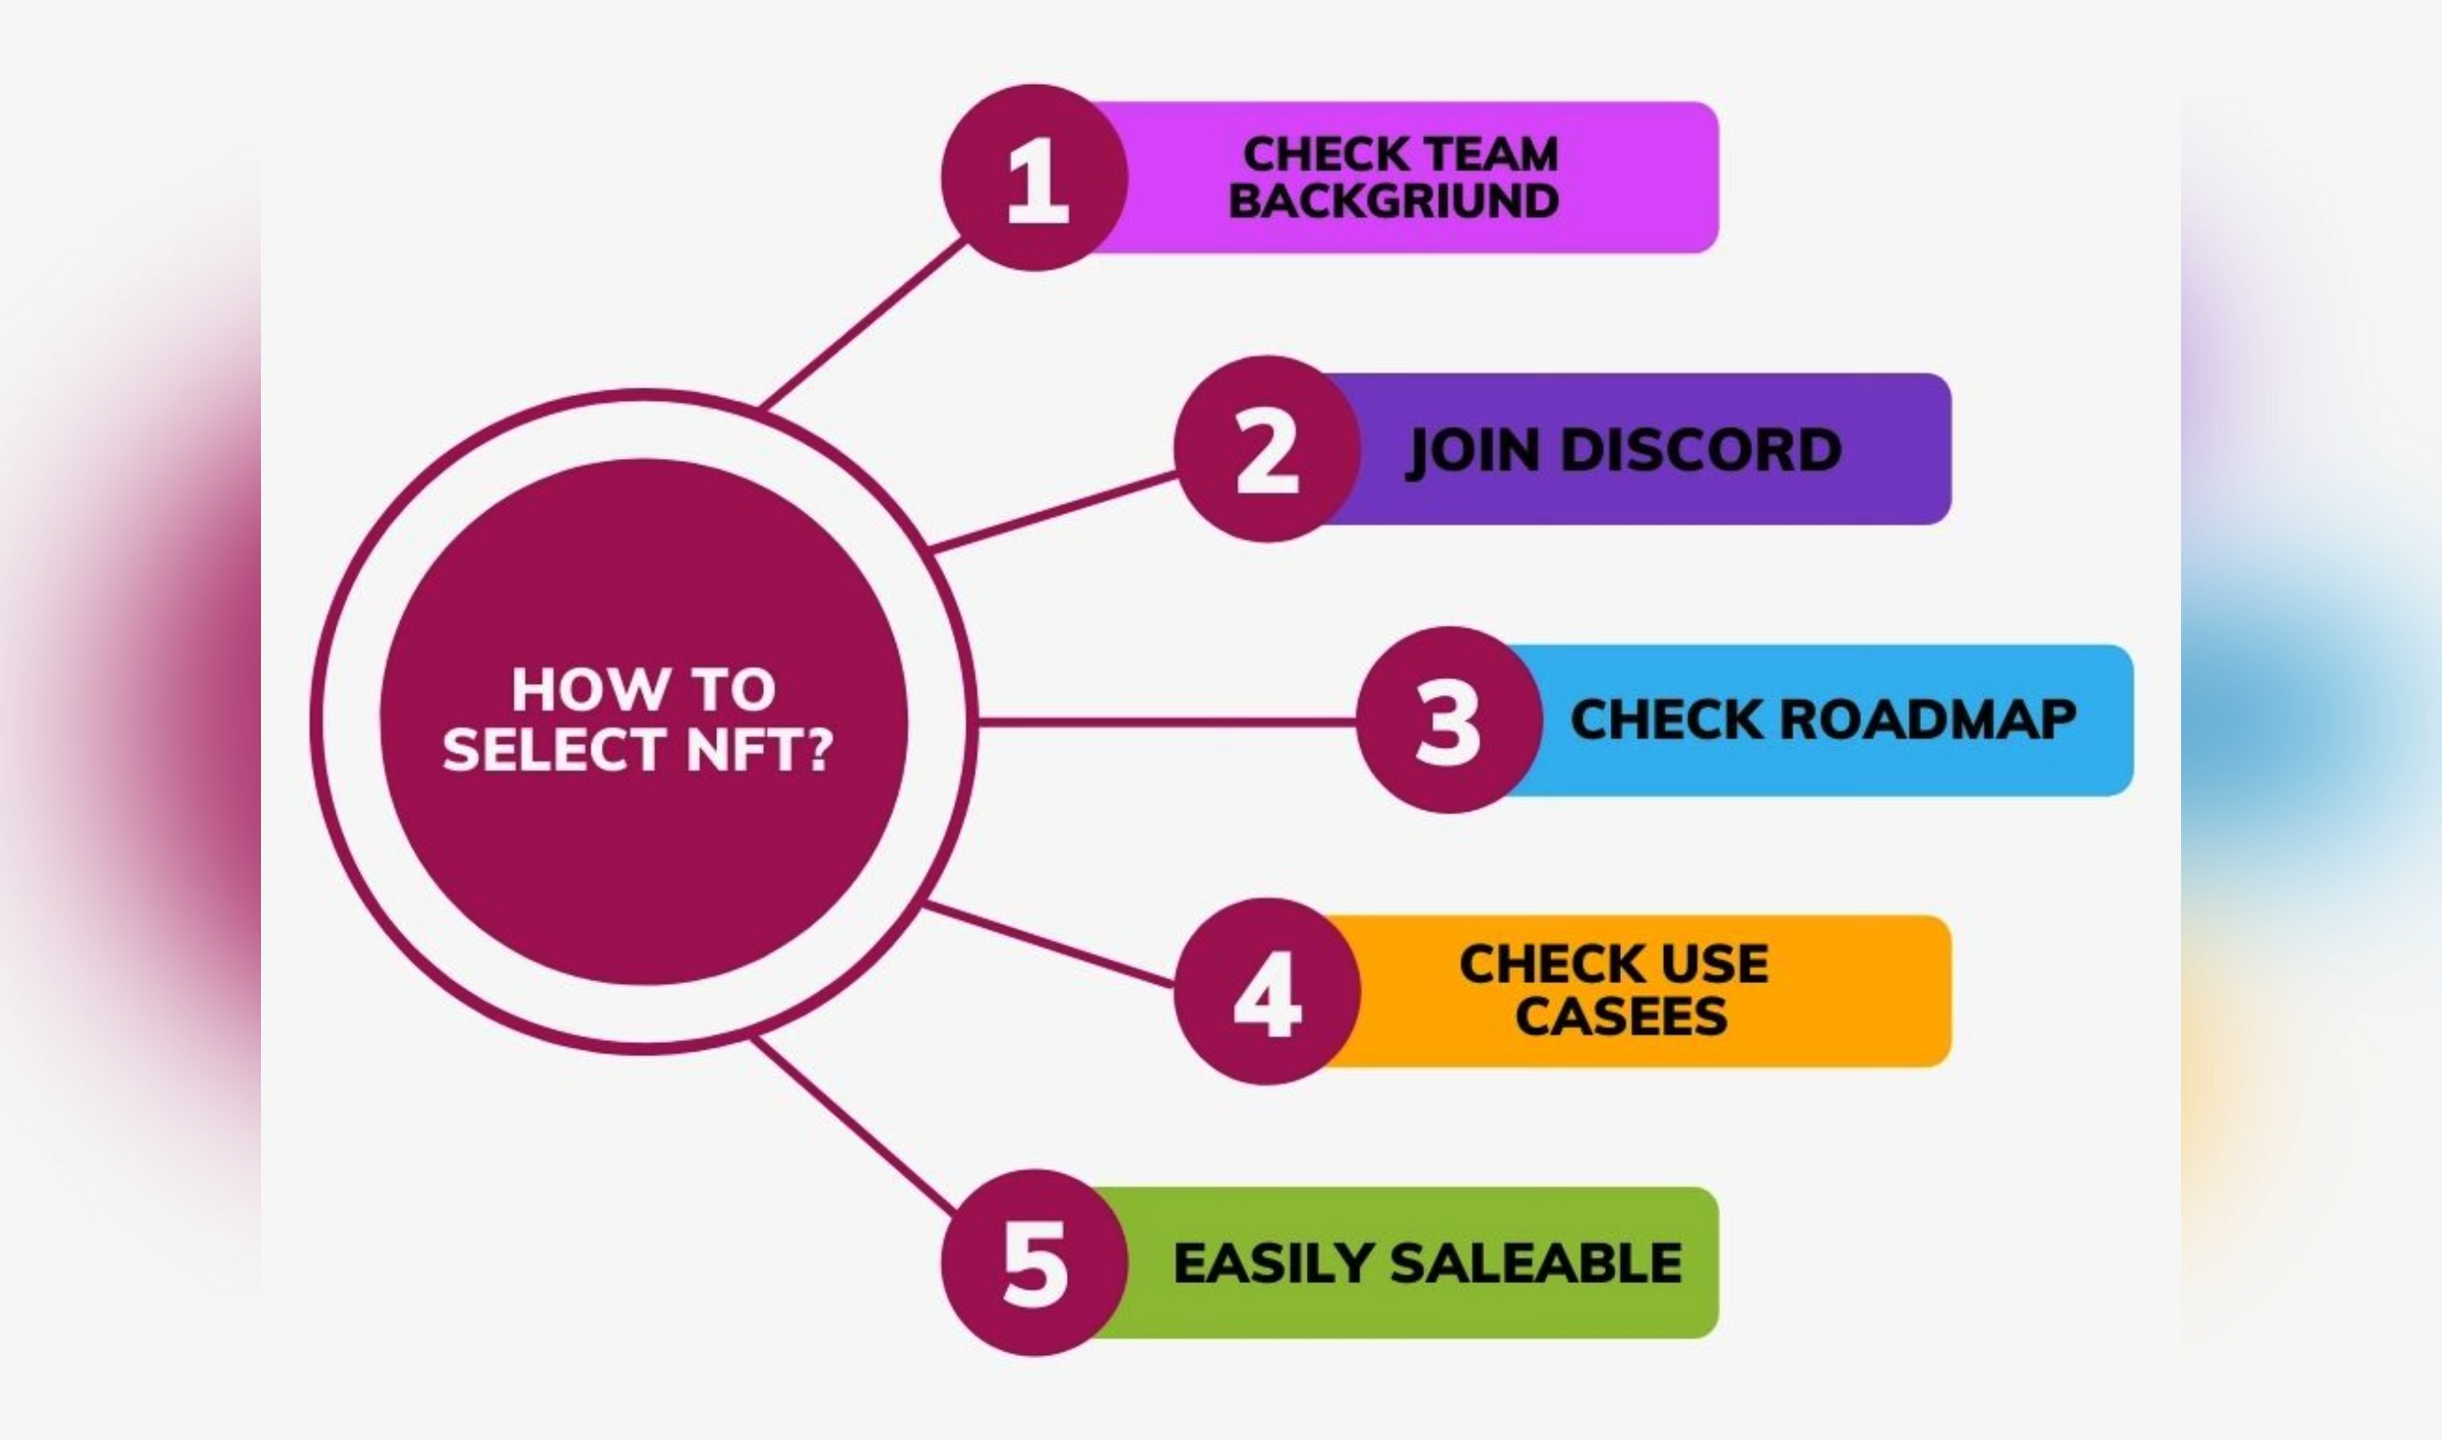 HOW TO
SELECT NFT?
1
CHECK TEAM
BACKGRIUND
2
JOIN DISCORD
3
CHECK ROADMAP
4
CHECK USE
CASEES
5
EASILY SALEABLE